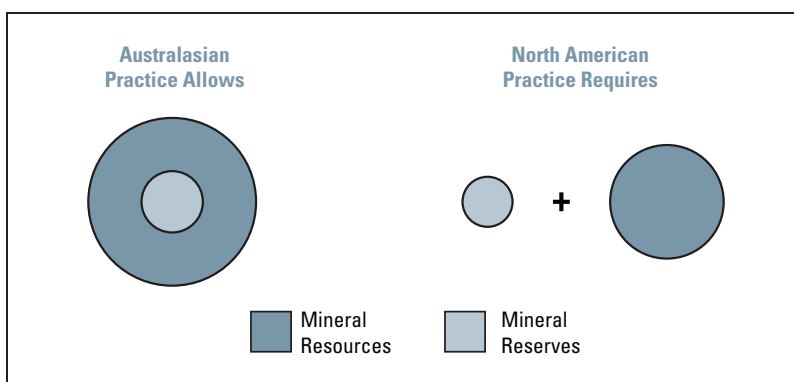 Australasian
Practice Allows
North American
Practice Requires
+
Mineral
Resources
Mineral
Reserves